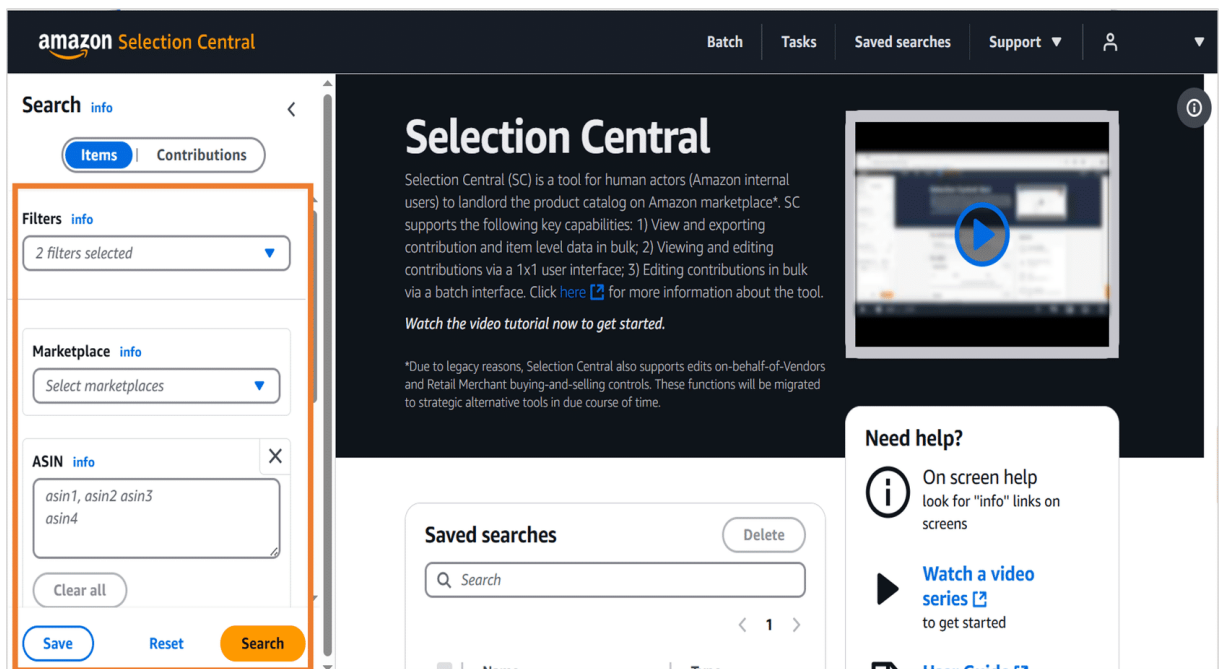 amazon Selection Central
Batch
Tasks
Saved searches
Support
Search info
Items
Contributions
Filters info
2 filters selected
Marketplace info
Select marketplaces
ASIN info
asin1, asin2 asin3
asin4
Clear all
Save
Reset
Search
Selection Central
Selection Central (SC) is a tool for human actors (Amazon internal
users) to landlord the product catalog on Amazon marketplace*. SC
supports the following key capabilities: 1) View and exporting
contribution and item level data in bulk; 2) Viewing and editing
contributions via a 1x1 user interface; 3) Editing contributions in bulk
via a batch interface. Click here for more information about the tool.
Watch the video tutorial now to get started.
*Due to legacy reasons, Selection Central also supports edits on-behalf-of-Vendors
and Retail Merchant buying-and-selling controls. These functions will be migrated
to strategic alternative tools in due course of time.
Saved searches
Delete
Search
1
Need help?
On screen help
look for "info" links on
screens
Watch a video
series
to get started